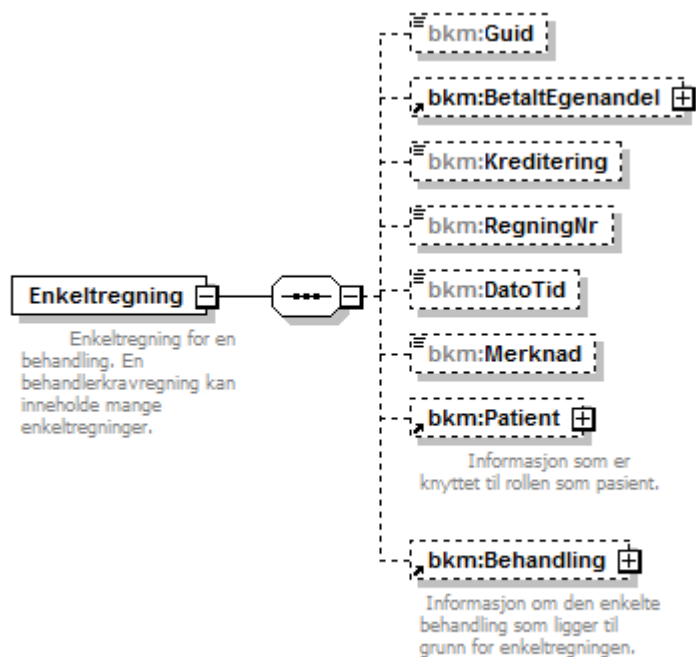 bkm:Guid
bkm:BetaltEgenandel
bkm:Kreditering
bkm:RegningNr
Enkeltregning
bkm:DatoTid
Enkeltregning for en
behandling. En
behandlerkravregning kan
inneholde mange
enkeltregninger.
bkm:Merknad
bkm:Patient
Informasjon som er
knyttet til rollen som pasient.
bkm:Behandling
Informasjon om den enkelte
behandling som ligger til
grunn for enkeltregningen.